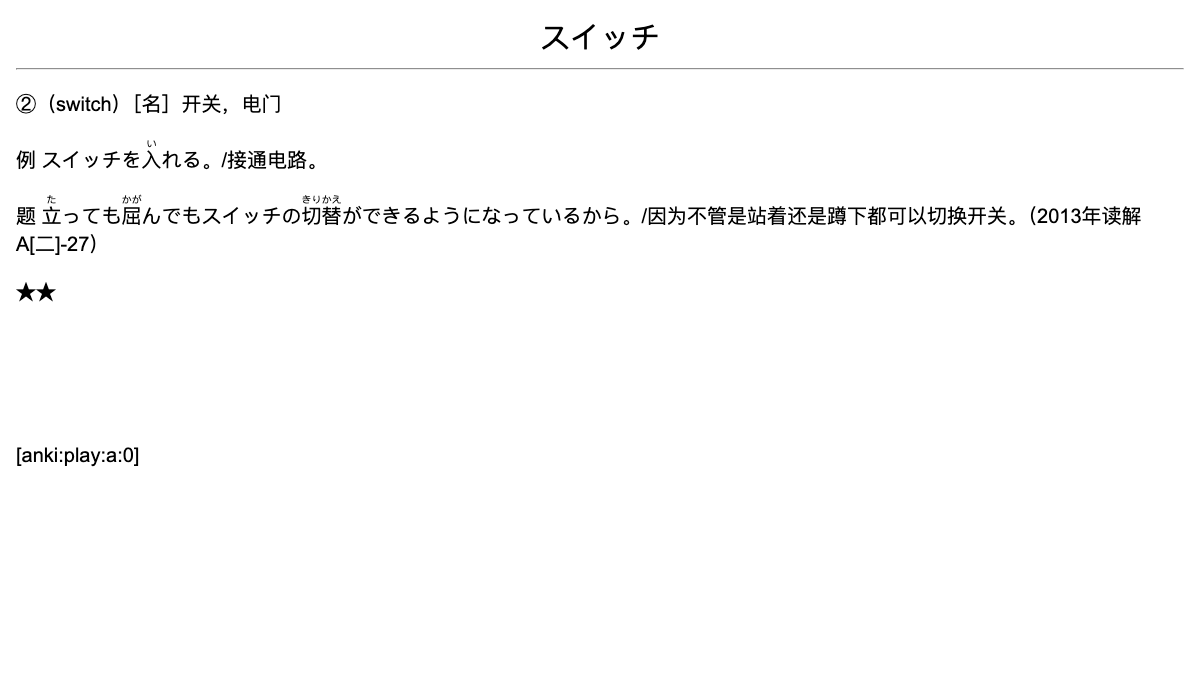 スイッチ
②（switch）［名］开关，电门
い
例 スイッチを入れる。/接通电路。
た かが きりかえ
题 立っても屈んでもスイッチの切替ができるようになっているから。/因为不管是站着还是蹲下都可以切换开关。（2013年读解
A[二]-27）
★★
[anki:play:a:0]